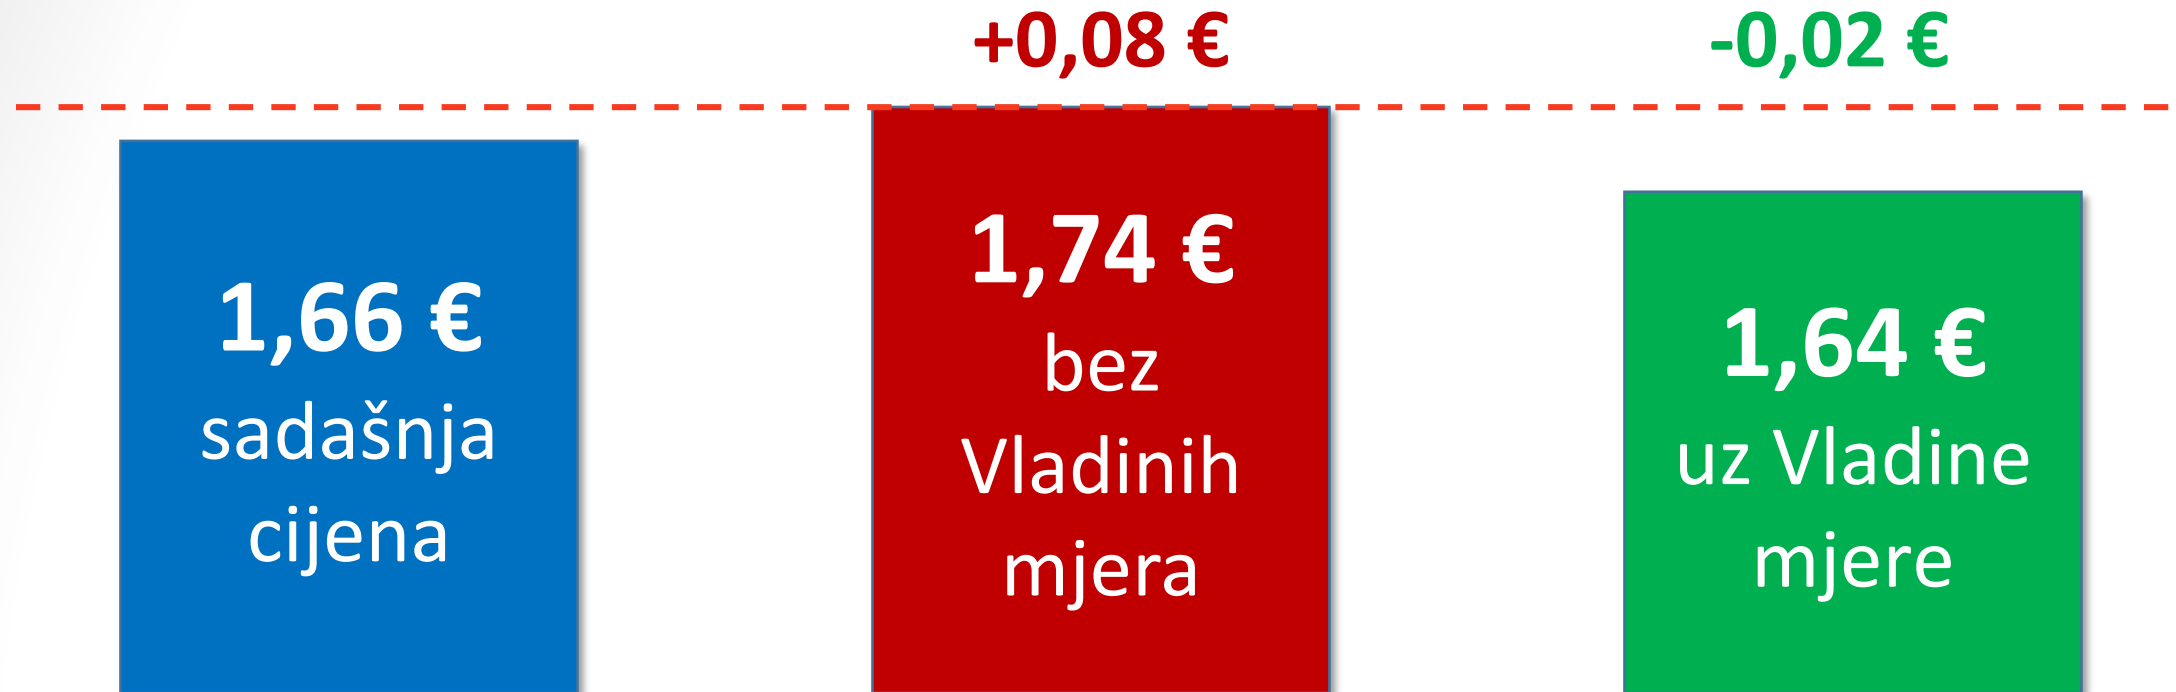 +0,08 €
-0,02 €
1,66 €
sadašnja
cijena
1,74 €
bez
Vladinih
mjera
1,64 €
uz Vladine
mjere